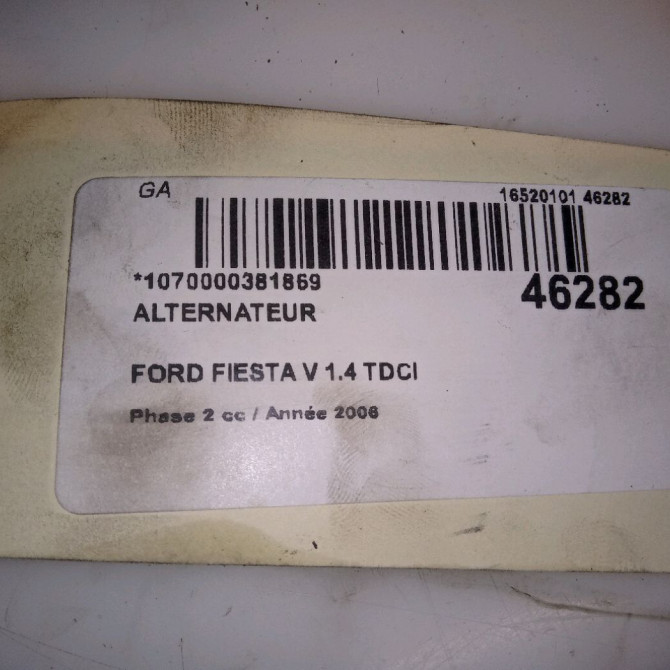 GA
16520101 46282
*1070000381869
46282
ALTERNATEUR
FORD FIESTA V 1.4 TDCI
Phase 2 cc / Année 2006